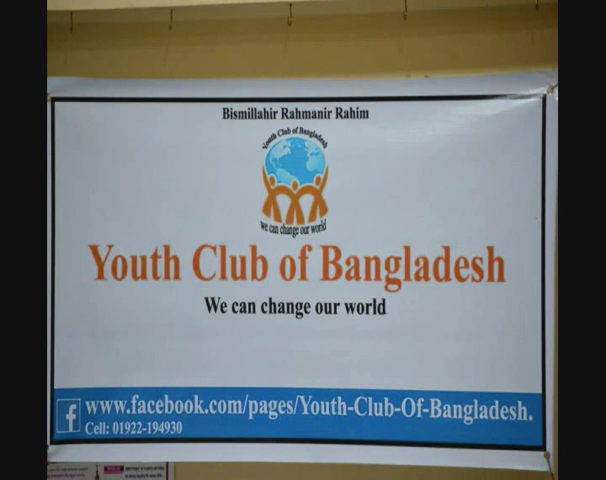 Bismillahir Rahmanir Rahim
Youth Club of Bangladesh
we can change our world
Youth Club of Bangladesh
We can change our world
f www.facebook.com/pages/Youth-Club-Of-Bangladesh.
Cell: 01922-194930